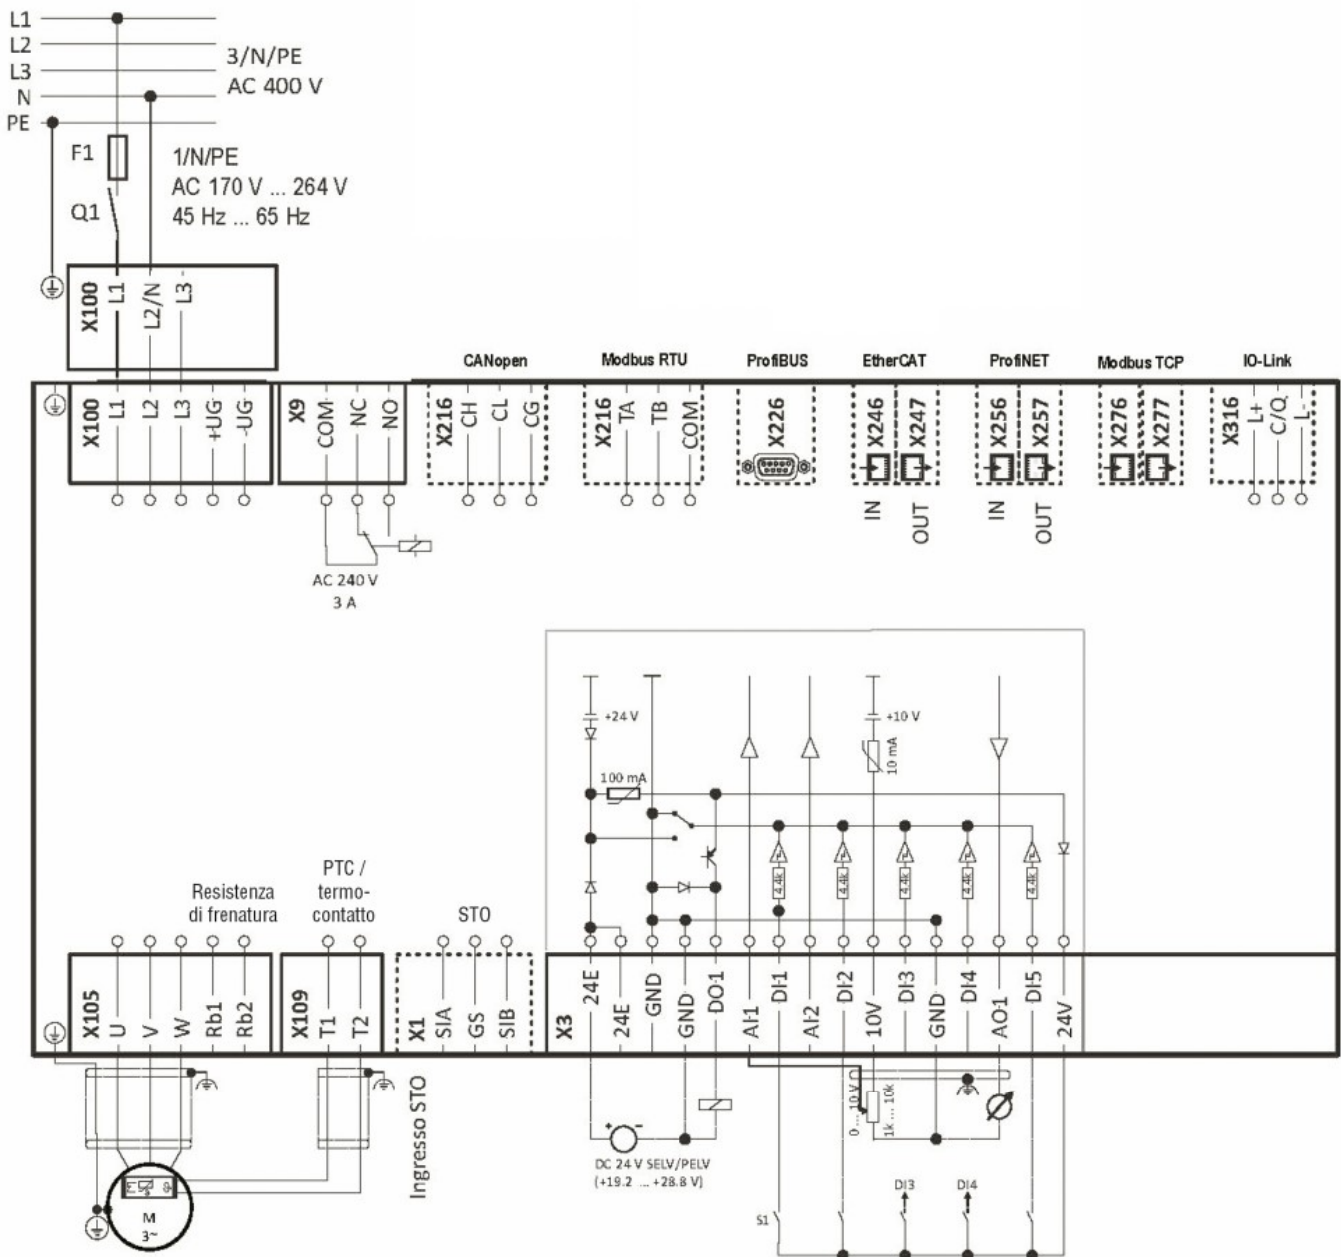 L1
L2
L3
N
PE
3/N/PE
AC 400 V
F1
Q1
1/N/PE
AC 170 V ... 264 V
45 Hz ... 65 Hz
X100
L1
L2/N
L3
CANopen
Modbus RTU
ProfiBUS
EtherCAT
ProfiNET
Modbus TCP
IO-Link
X100
L1
L2
L3
+UG
-UG
X9
COM
NC
NO
X216
CH
CL
CG
X216
TA
TB
COM
X226
X246
X247
X256
X257
X276
X277
X316
L+
C/Q
L-
IN
OUT
IN
OUT
AC 240 V
3 A
+24 V
+10 V
10 mA
100 mA
4.4k
4.4k
4.4k
4.4k
4.4k
Resistenza
di frenatura
PTC /
termo-
contatto
STO
X105
U
V
W
Rb1
Rb2
X109
T1
T2
X1
SIA
GS
SIB
X3
24E
24E
GND
GND
DO1
AI1
DI1
AI2
DI2
10V
DI3
GND
DI4
AO1
DI5
24V
Ingresso STO
0 ... 10 V
1k ... 10k
+
–
DC 24 V SELV/PELV
(+19.2 ... +28.8 V)
S1
DI3
DI4
M
3~